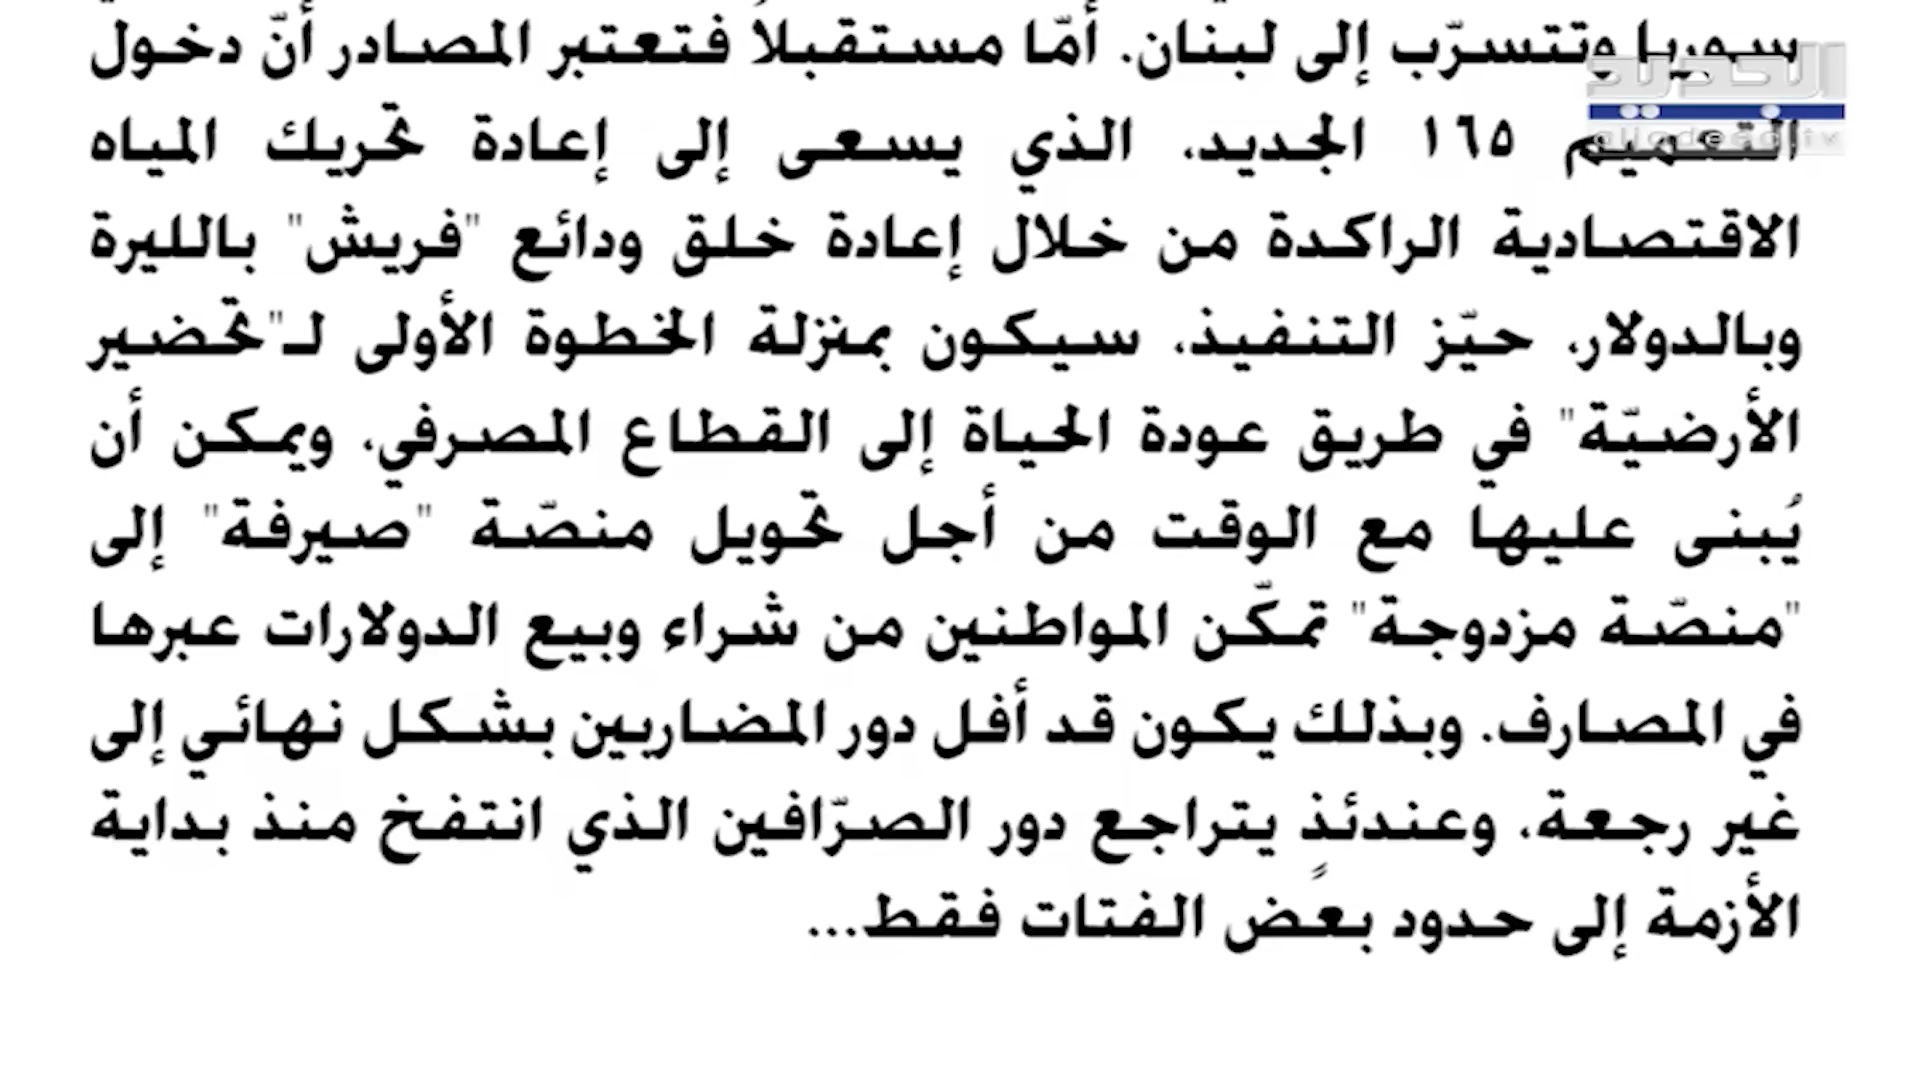 سوريا وتتسرّب إلى لبنان. أمّا مستقبلاً فتعتبر المصادر أنّ دخول
التعميم ١٦٥ الجديد، الذي يسعى إلى إعادة تحريك المياه
الاقتصادية الراكدة من خلال إعادة خلق ودائع "فريش" بالليرة
وبالدولار، حيّز التنفيذ، سيكون بمنزلة الخطوة الأولى لـ"تحضير
الأرضيّة" في طريق عودة الحياة إلى القطاع المصرفي، ويمكن أن
يُبنى عليها مع الوقت من أجل تحويل منصّة "صيرفة" إلى
"منصّة مزدوجة" تمكّن المواطنين من شراء وبيع الدولارات عبرها
في المصارف. وبذلك يكون قد أفل دور المضاربين بشكل نهائي إلى
غير رجعة، وعندئذٍ يتراجع دور الصرّافين الذي انتفخ منذ بداية
الأزمة إلى حدود بعض الفتات فقط...
الجديد
aljadeed.tv